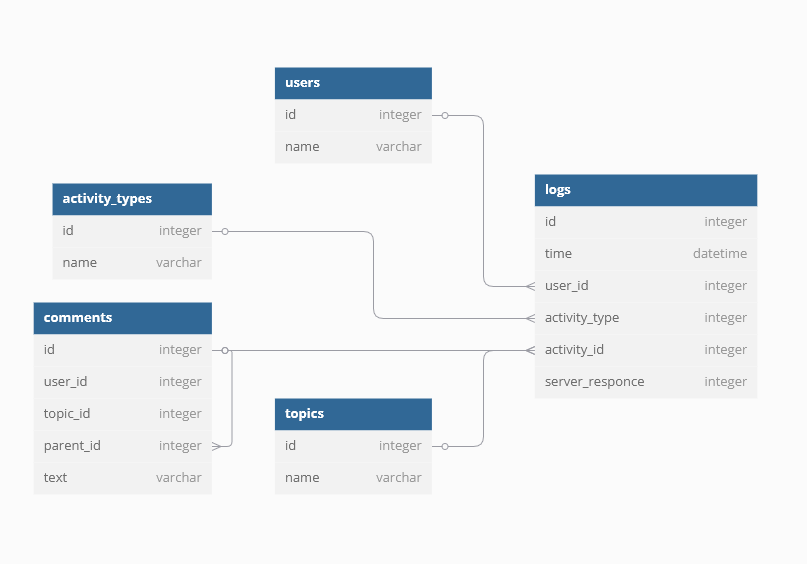 users
id integer
name varchar
activity_types
id integer
name varchar
logs
id integer
time datetime
user_id integer
activity_type integer
activity_id integer
server_responce integer
comments
id integer
user_id integer
topic_id integer
parent_id integer
text varchar
topics
id integer
name varchar